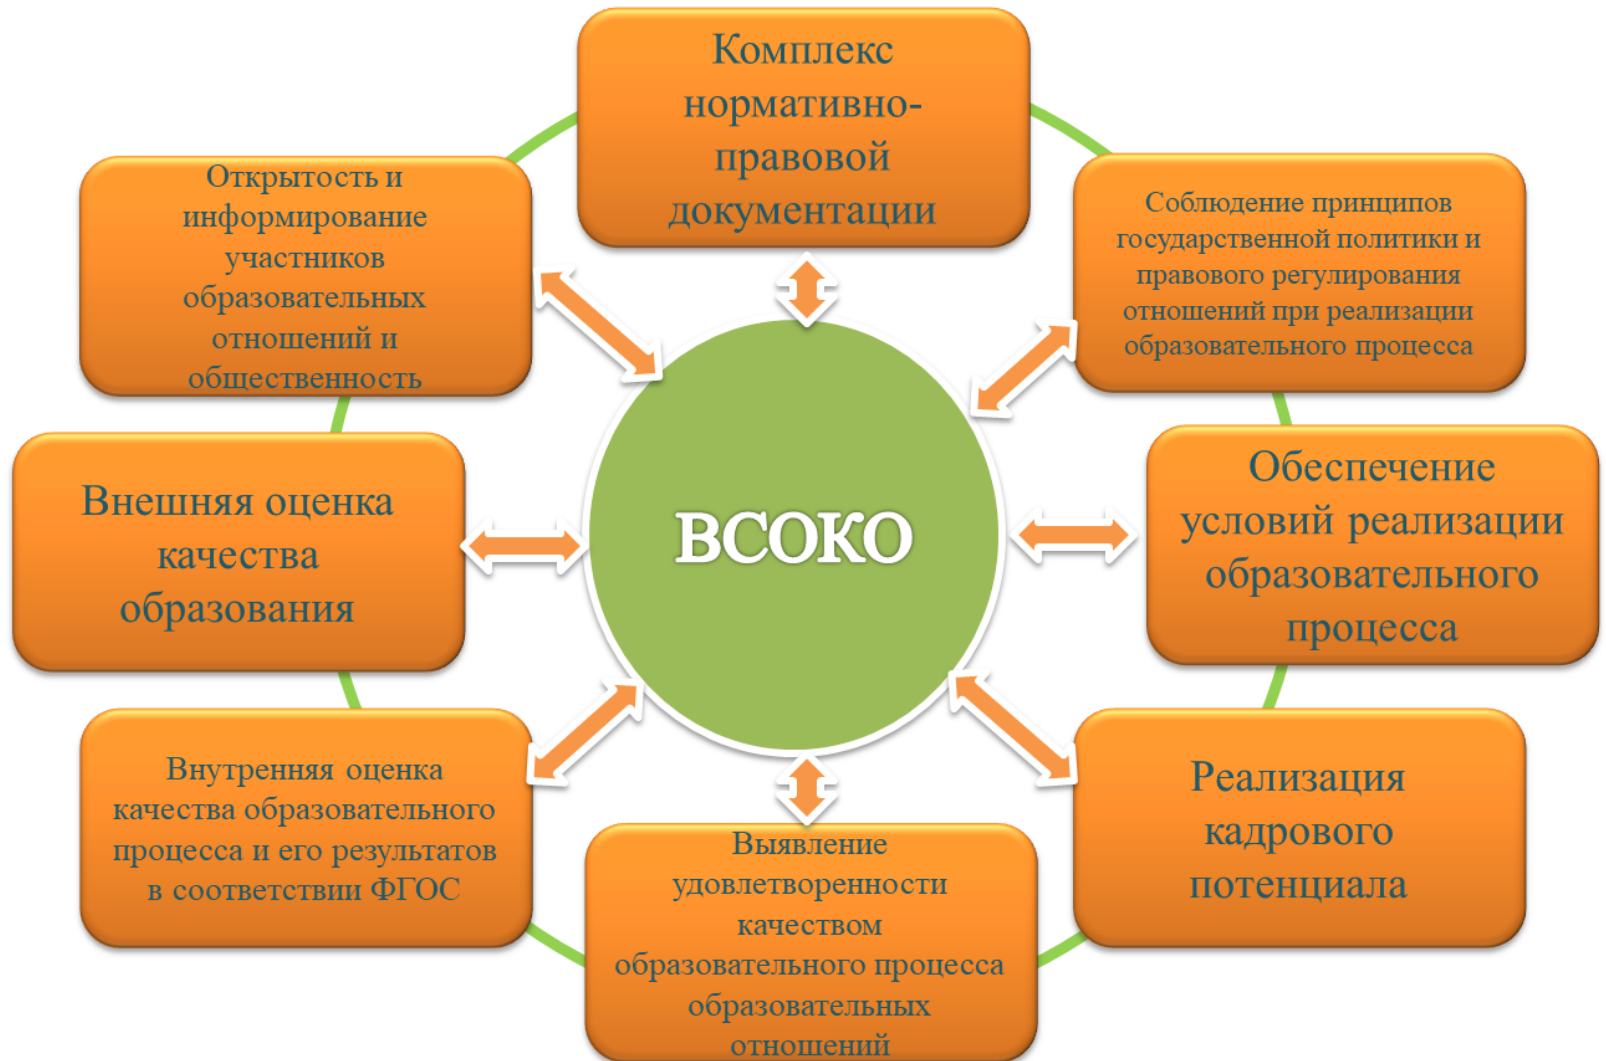 Комплекс
нормативно-
правовой
документации
Соблюдение принципов
государственной политики и
правового регулирования
отношений при реализации
образовательного процесса
Обеспечение
условий реализации
образовательного
процесса
Реализация
кадрового
потенциала
Выявление
удовлетворенности
качеством
образовательного процесса
образовательных
отношений
Внутренняя оценка
качества образовательного
процесса и его результатов
в соответствии ФГОС
Внешняя оценка
качества
образования
Открытость и
информирование
участников
образовательных
отношений и
общественность
ВСОКО